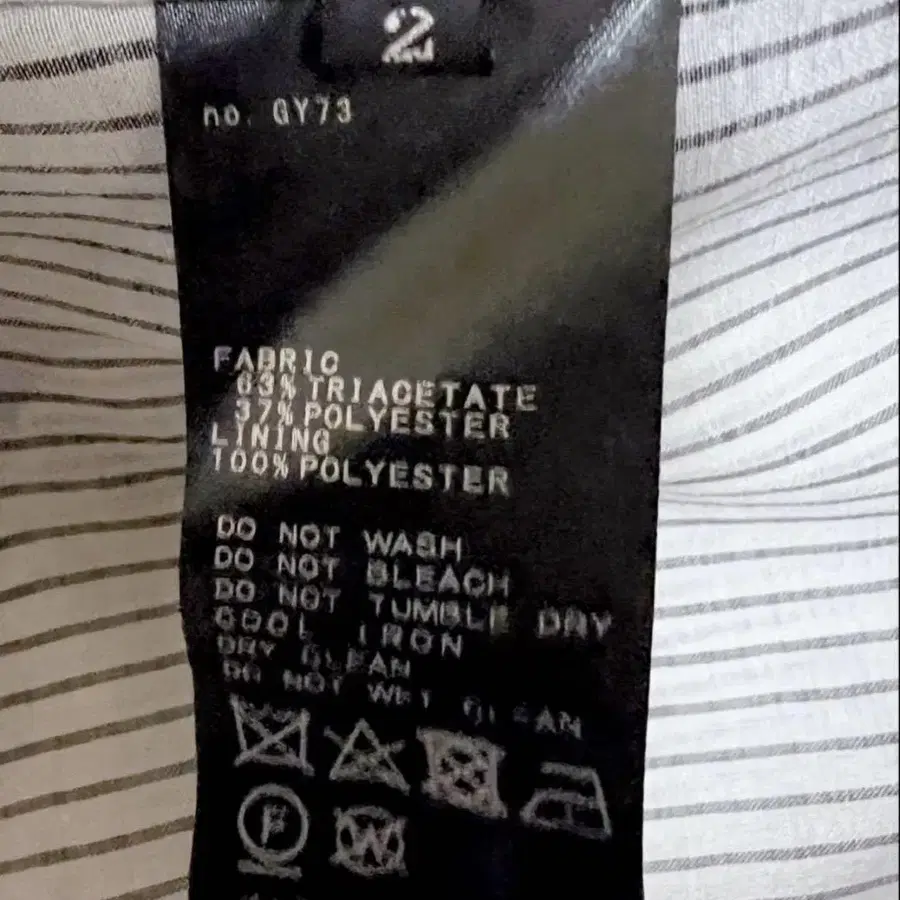 2
no. GY73
FABRIC
63% TRIACETATE
37% POLYESTER
LINING
100% POLYESTER
DO NOT WASH
DO NOT BLEACH
DO NOT TUMBLE DRY
COOL IRON
DRY CLEAN
DO NOT WET CLEAN
F
W